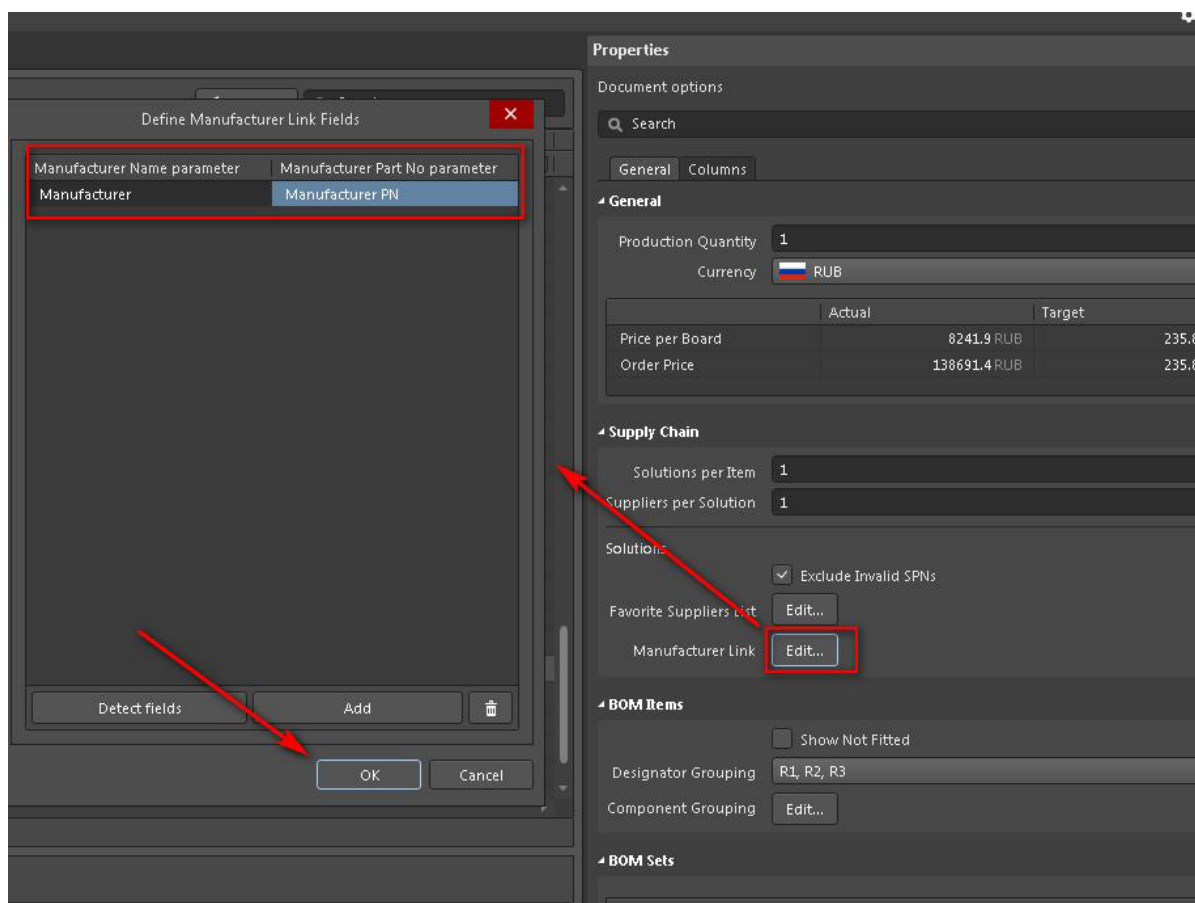 Properties
Document options
Search
General Columns
General
Production Quantity 1
Currency RUB
Actual Target
Price per Board 8241.9 RUB 235.8
Order Price 138691.4 RUB 235.8
Supply Chain
Solutions per Item 1
Suppliers per Solution 1
Solutions
Exclude Invalid SPNs
Favorite Suppliers List Edit...
Manufacturer Link Edit...
BOM Items
Show Not Fitted
Designator Grouping R1, R2, R3
Component Grouping Edit...
BOM Sets
Define Manufacturer Link Fields
Manufacturer Name parameter Manufacturer Part No parameter
Manufacturer Manufacturer PN
Detect fields Add
OK Cancel